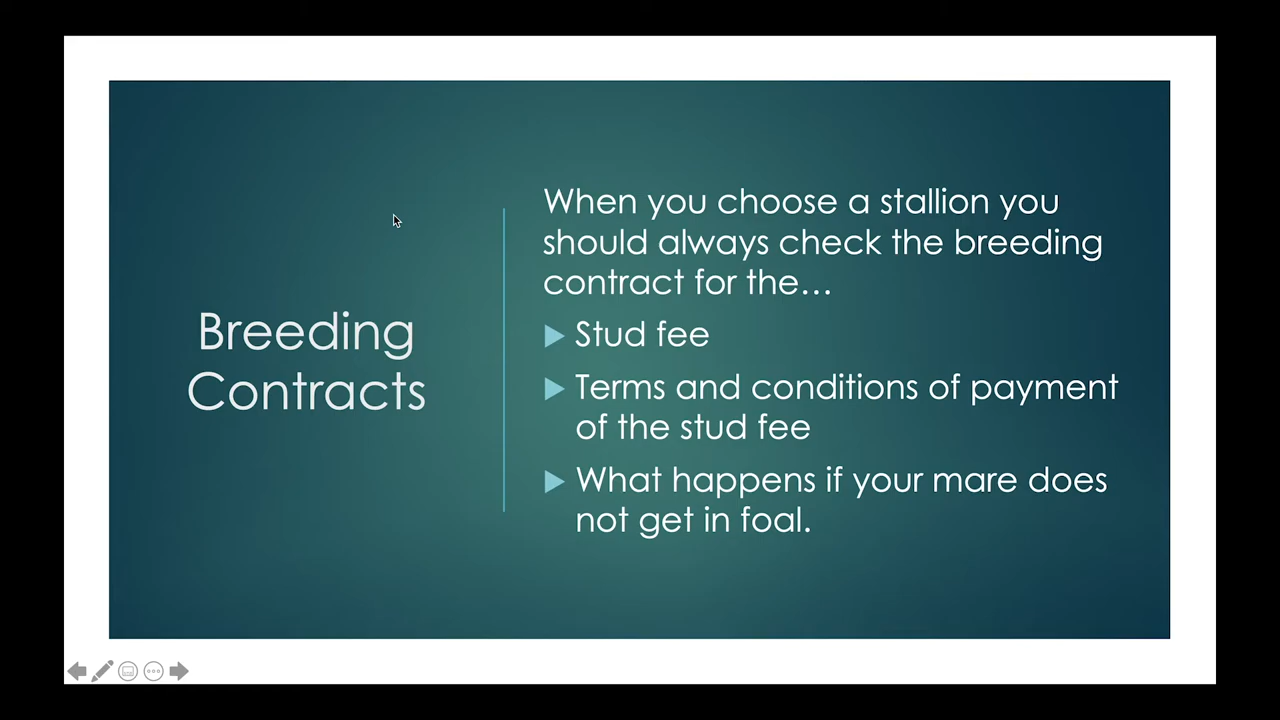 Breeding
Contracts
When you choose a stallion you
should always check the breeding
contract for the…
Stud fee
Terms and conditions of payment
of the stud fee
What happens if your mare does
not get in foal.